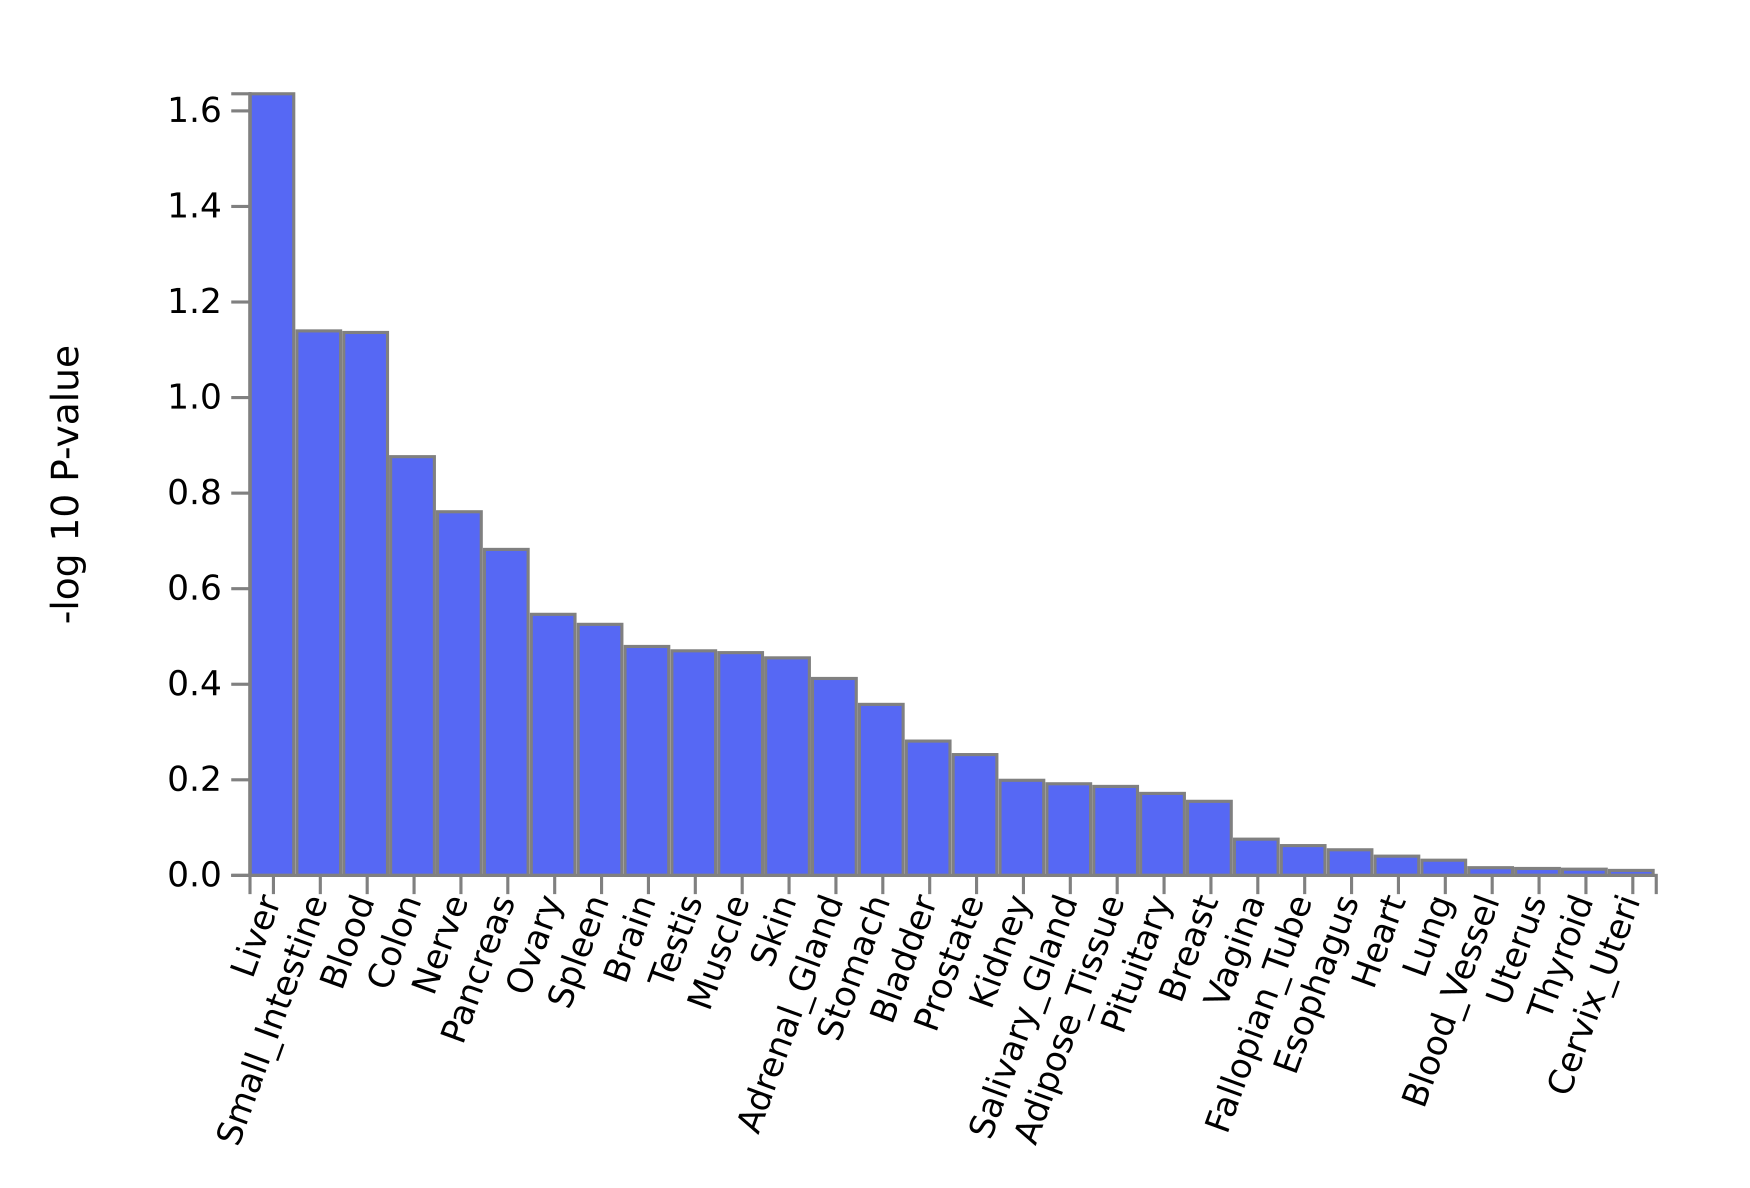 -log 10 P-value
1.6
1.4
1.2
1.0
0.8
0.6
0.4
0.2
0.0
Liver
Small_Intestine
Blood
Colon
Nerve
Pancreas
Ovary
Spleen
Brain
Testis
Muscle
Skin
Adrenal_Gland
Stomach
Bladder
Prostate
Kidney
Salivary_Gland
Adipose_Tissue
Pituitary
Breast
Vagina
Fallopian_Tube
Esophagus
Heart
Lung
Blood_Vessel
Uterus
Thyroid
Cervix_Uteri